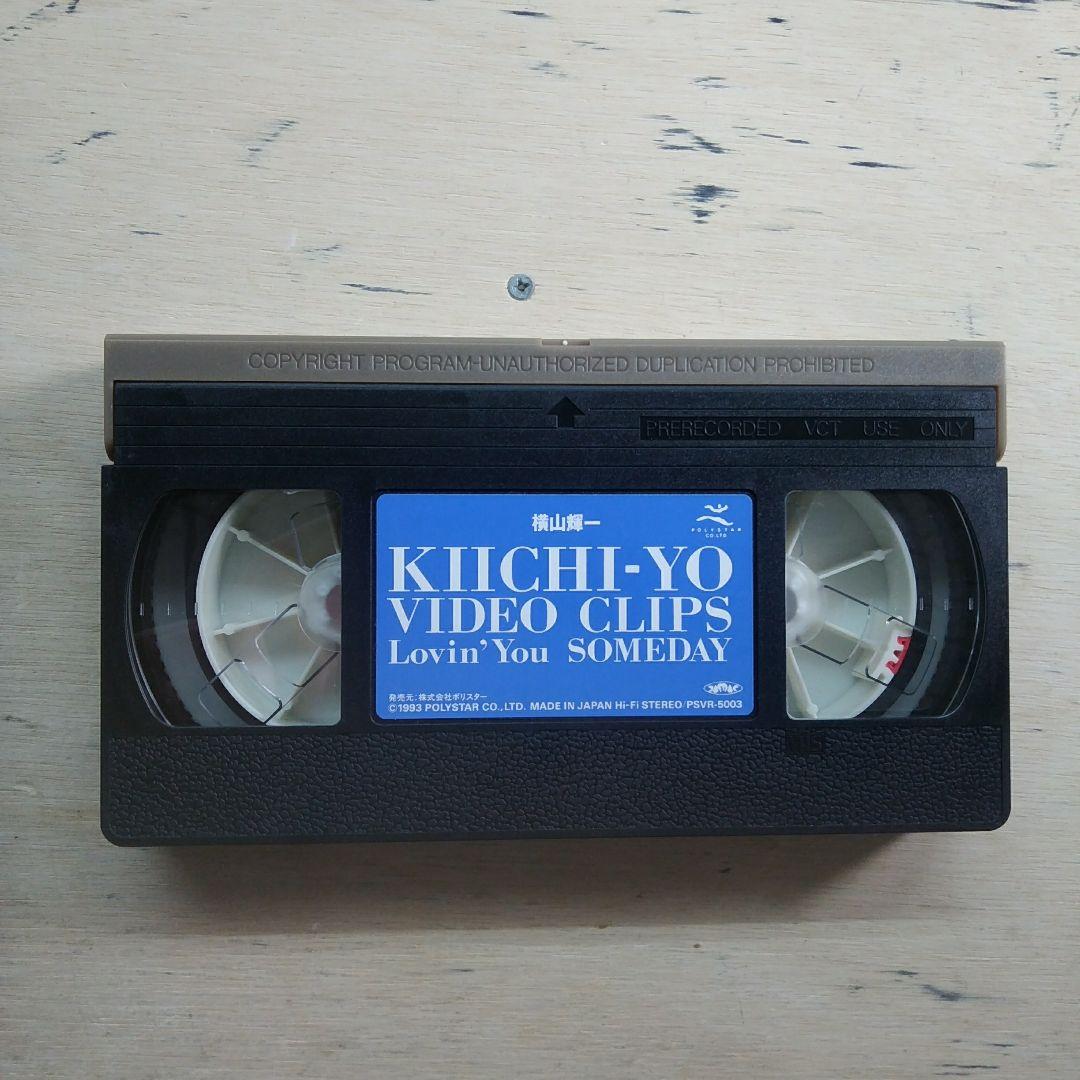 COPYRIGHT PROGRAM-UNAUTHORIZED DUPLICATION PROHIBITED
PRERECORDED VCT USE ONLY
横山輝一
POLYSTAR
CO.LTD.
KIICHI-YO
VIDEO CLIPS
Lovin' You SOMEDAY
発売元:株式会社ポリスター
©1993 POLYSTAR CO., LTD. MADE IN JAPAN Hi-Fi STEREO/PSVR-5003
VHS